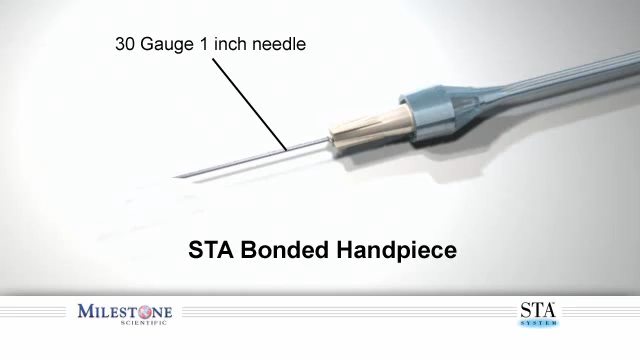 30 Gauge 1 inch needle
STA Bonded Handpiece
MILESTONE
SCIENTIFIC
STA
SYSTEM